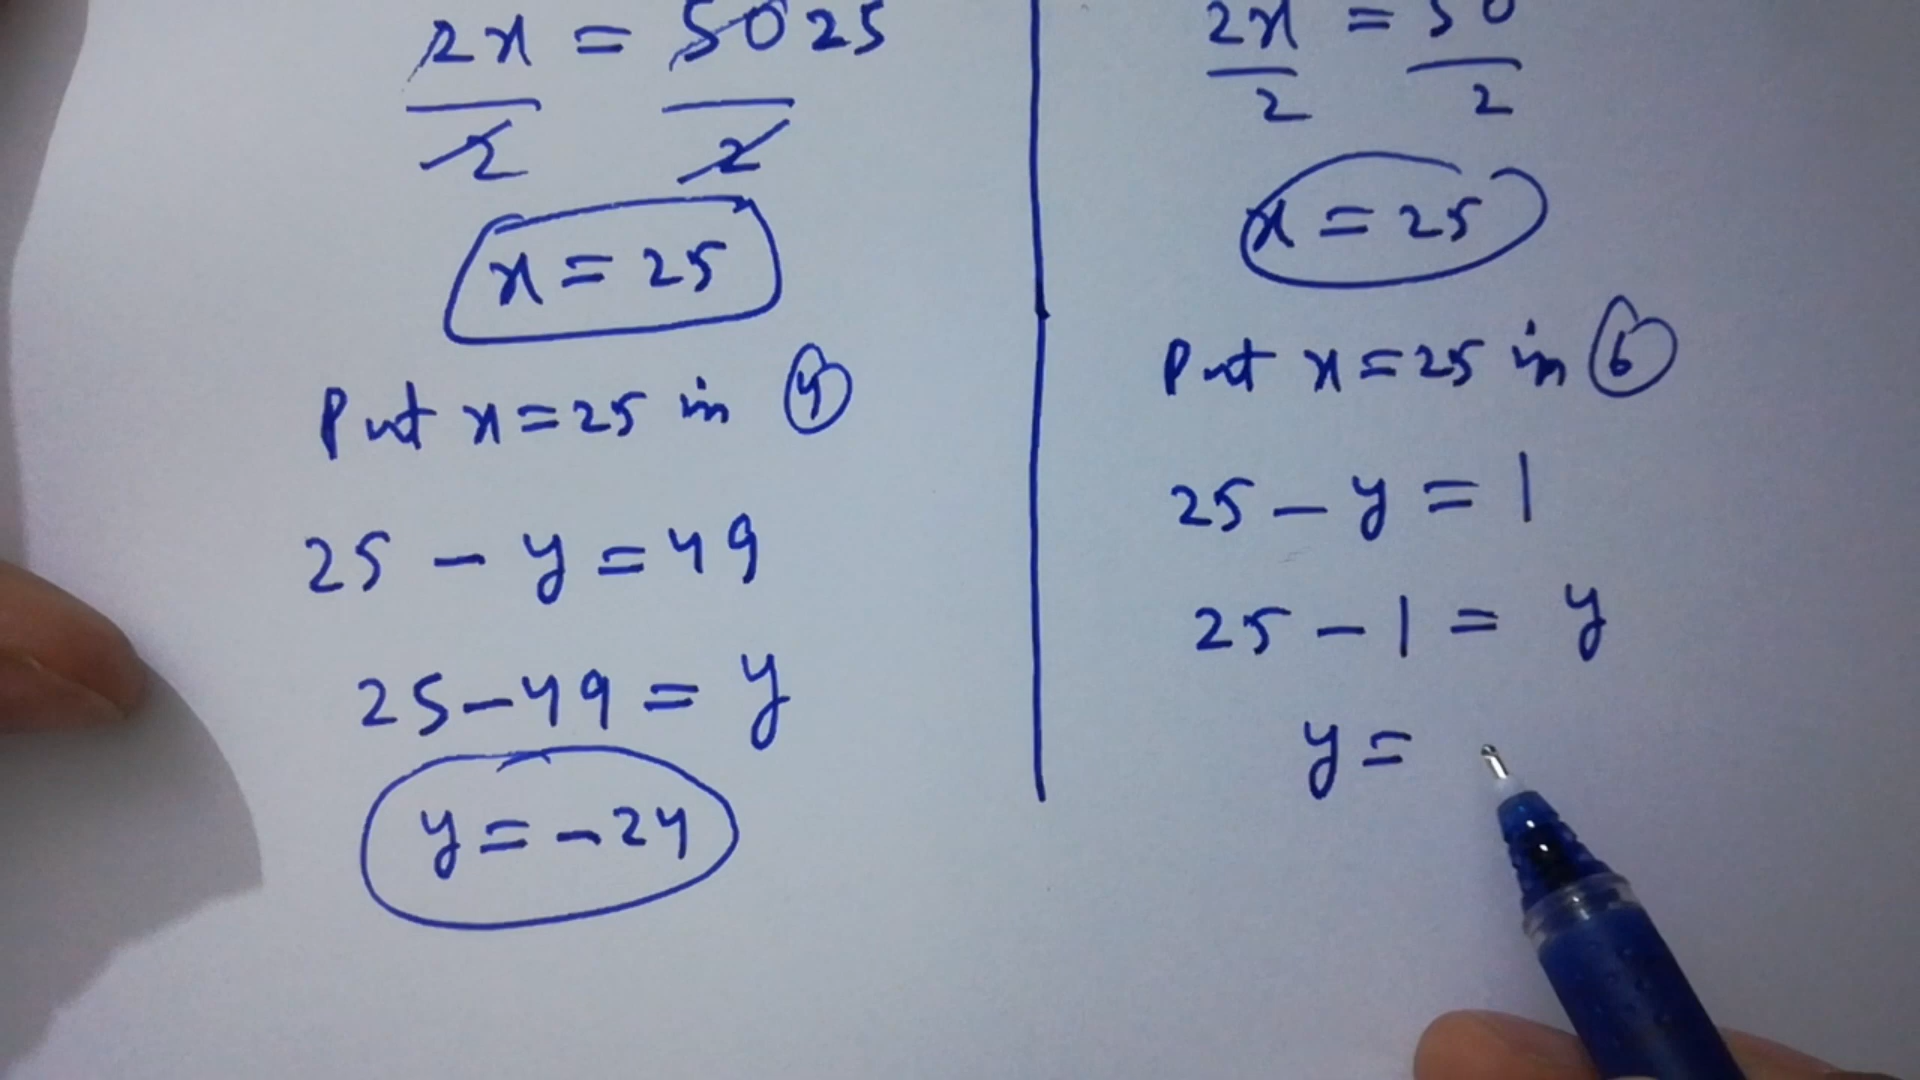 2x = 50 25
2 2
x = 25
Put x = 25 in 4
25 - y = 49
25 - 49 = y
y = -24
2x = 50
2 2
x = 25
Put x = 25 in 6
25 - y = 1
25 - 1 = y
y =